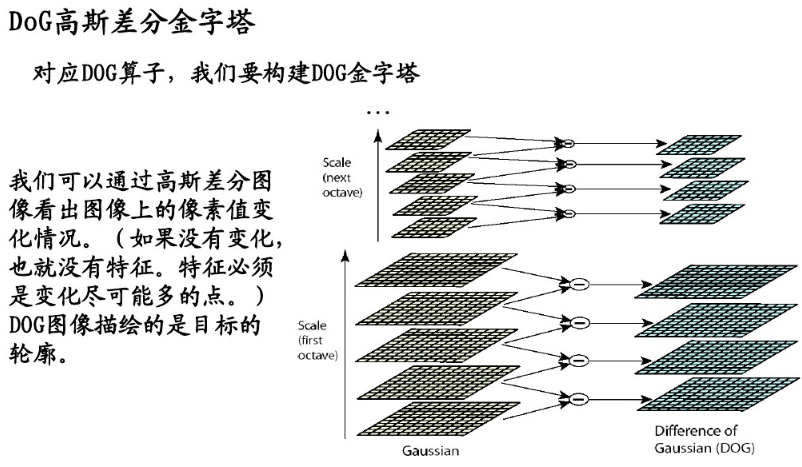 DoG高斯差分金字塔
对应DOG算子，我们要构建DOG金字塔
...
我们可以通过高斯差分图
像看出图像上的像素值变
化情况。（如果没有变化，
也就没有特征。特征必须
是变化尽可能多的点。）
DOG图像描绘的是目标的
轮廓。
Scale
(next
octave)
Scale
(first
octave)
Gaussian
Difference of
Gaussian (DOG)